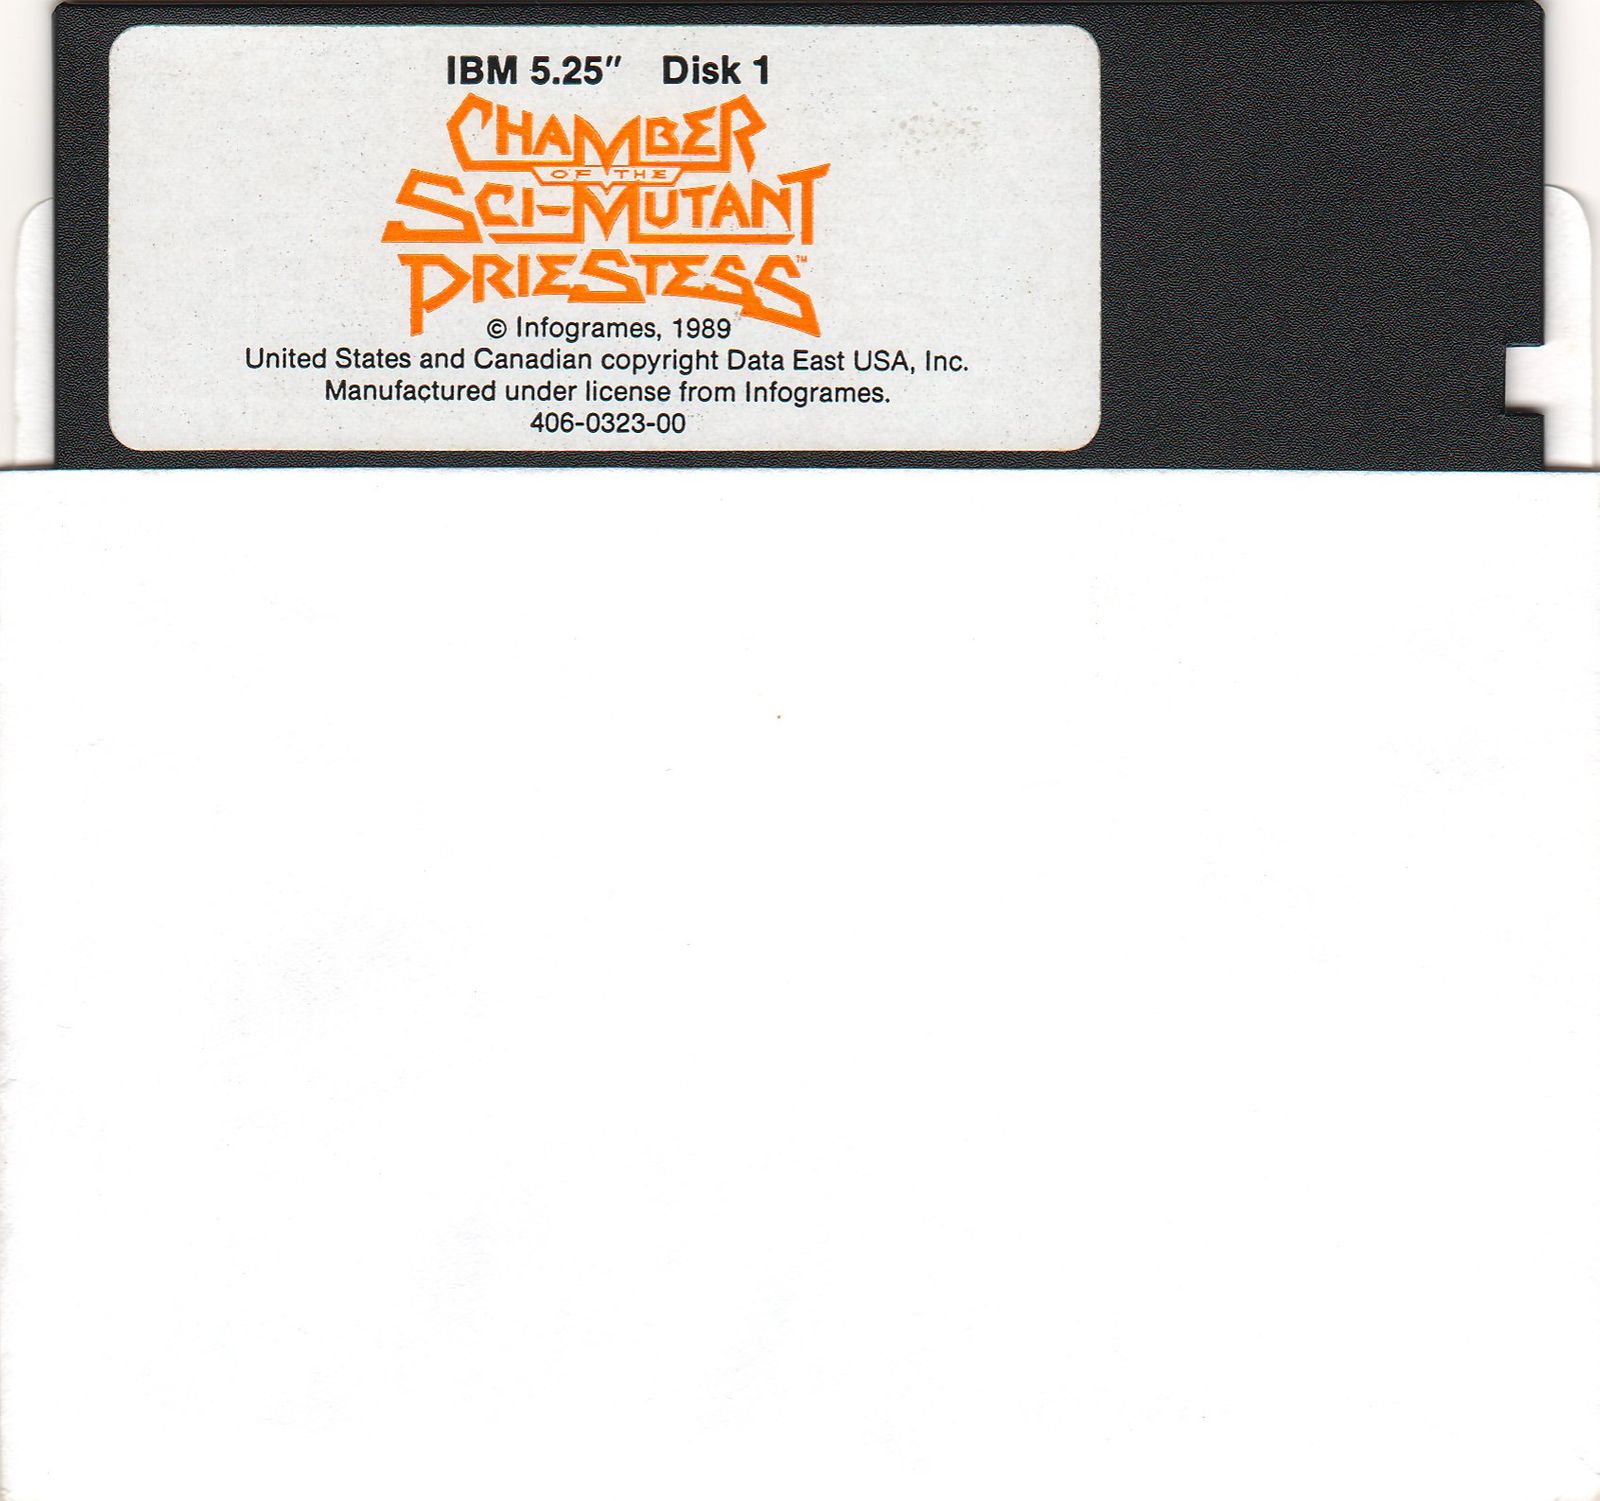 IBM 5.25" Disk 1
CHAMBER
OF THE
SCI-MUTANT
PRIESTESS™
© Infogrames, 1989
United States and Canadian copyright Data East USA, Inc.
Manufactured under license from Infogrames.
406-0323-00